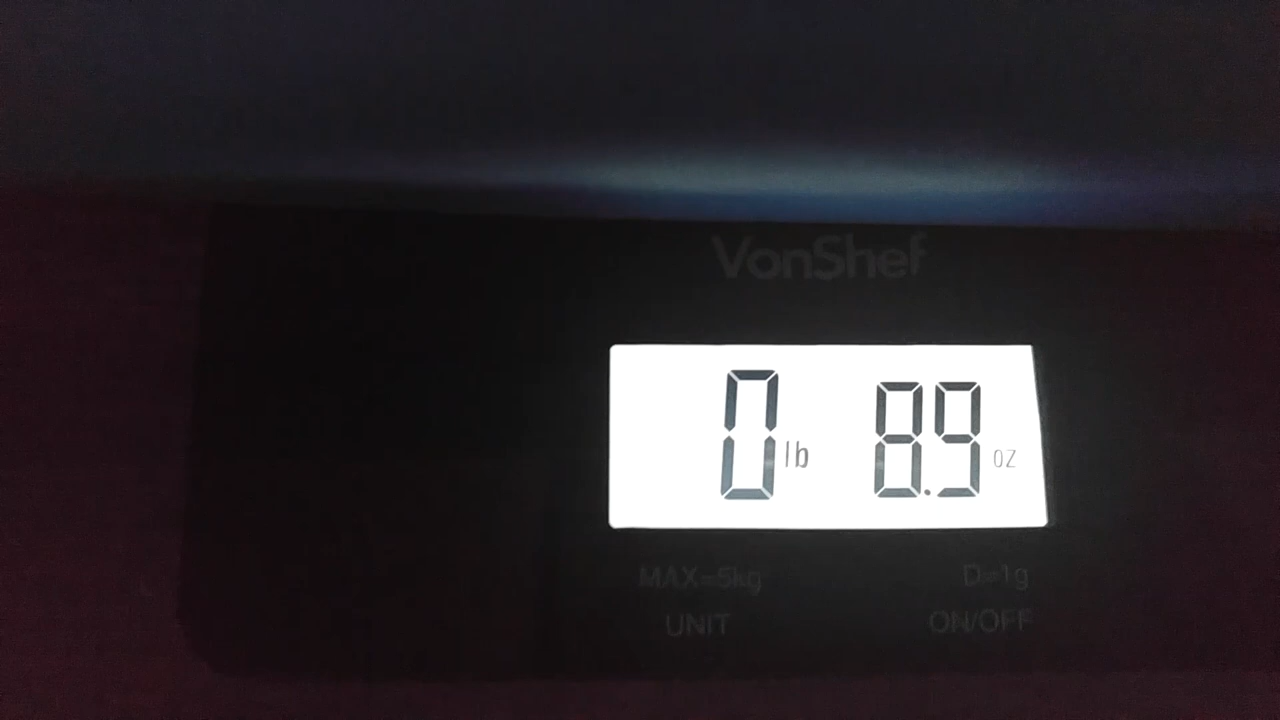 VonShef
0 lb 8.9 oz
MAX=5kg D=1g
UNIT ON/OFF